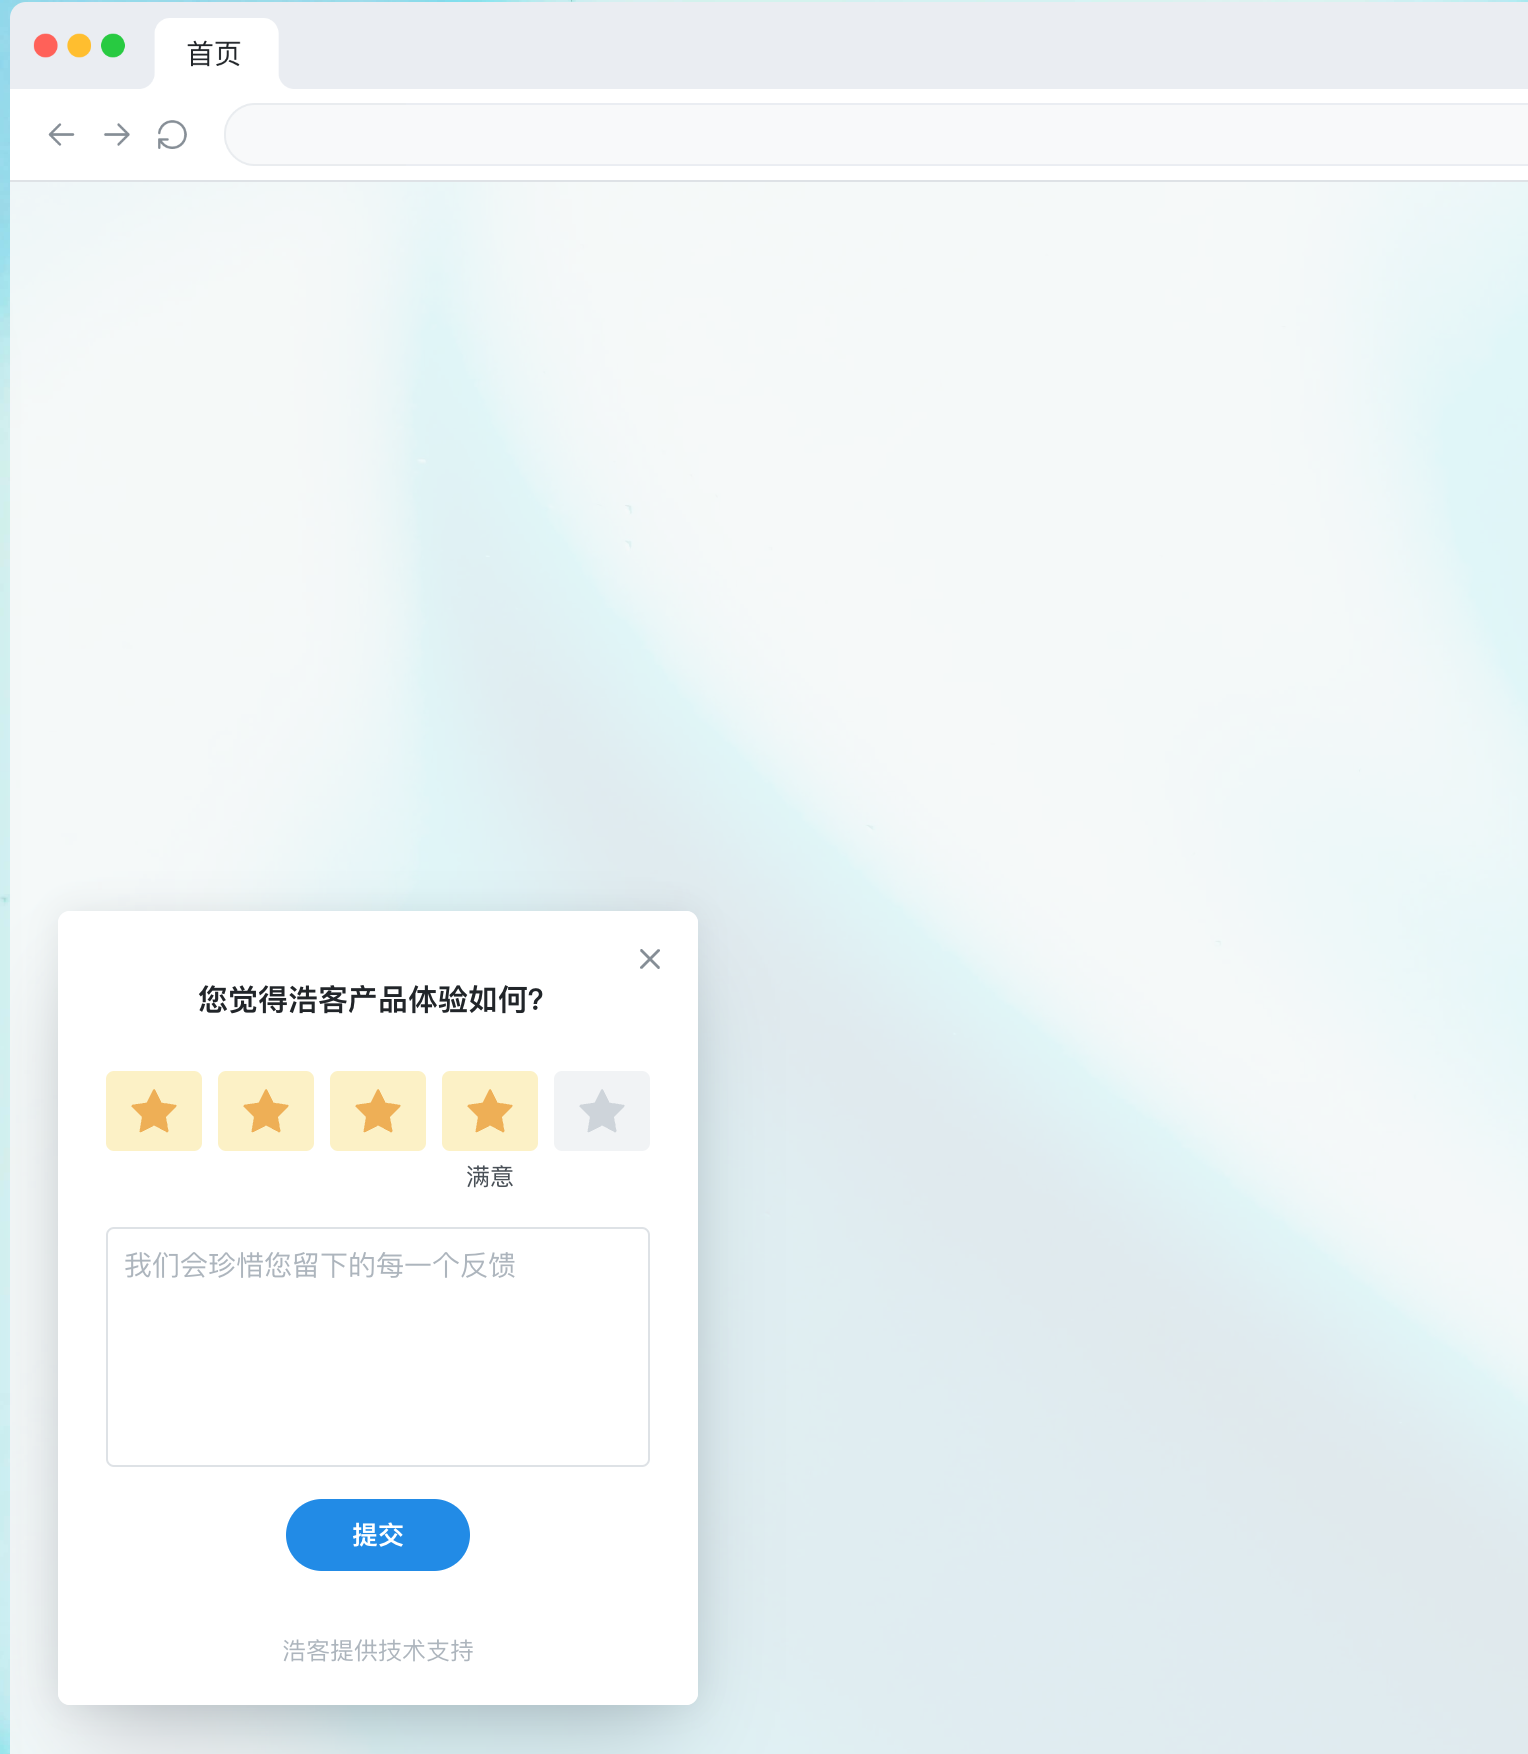 首页
您觉得浩客产品体验如何?
满意
我们会珍惜您留下的每一个反馈
提交
浩客提供技术支持